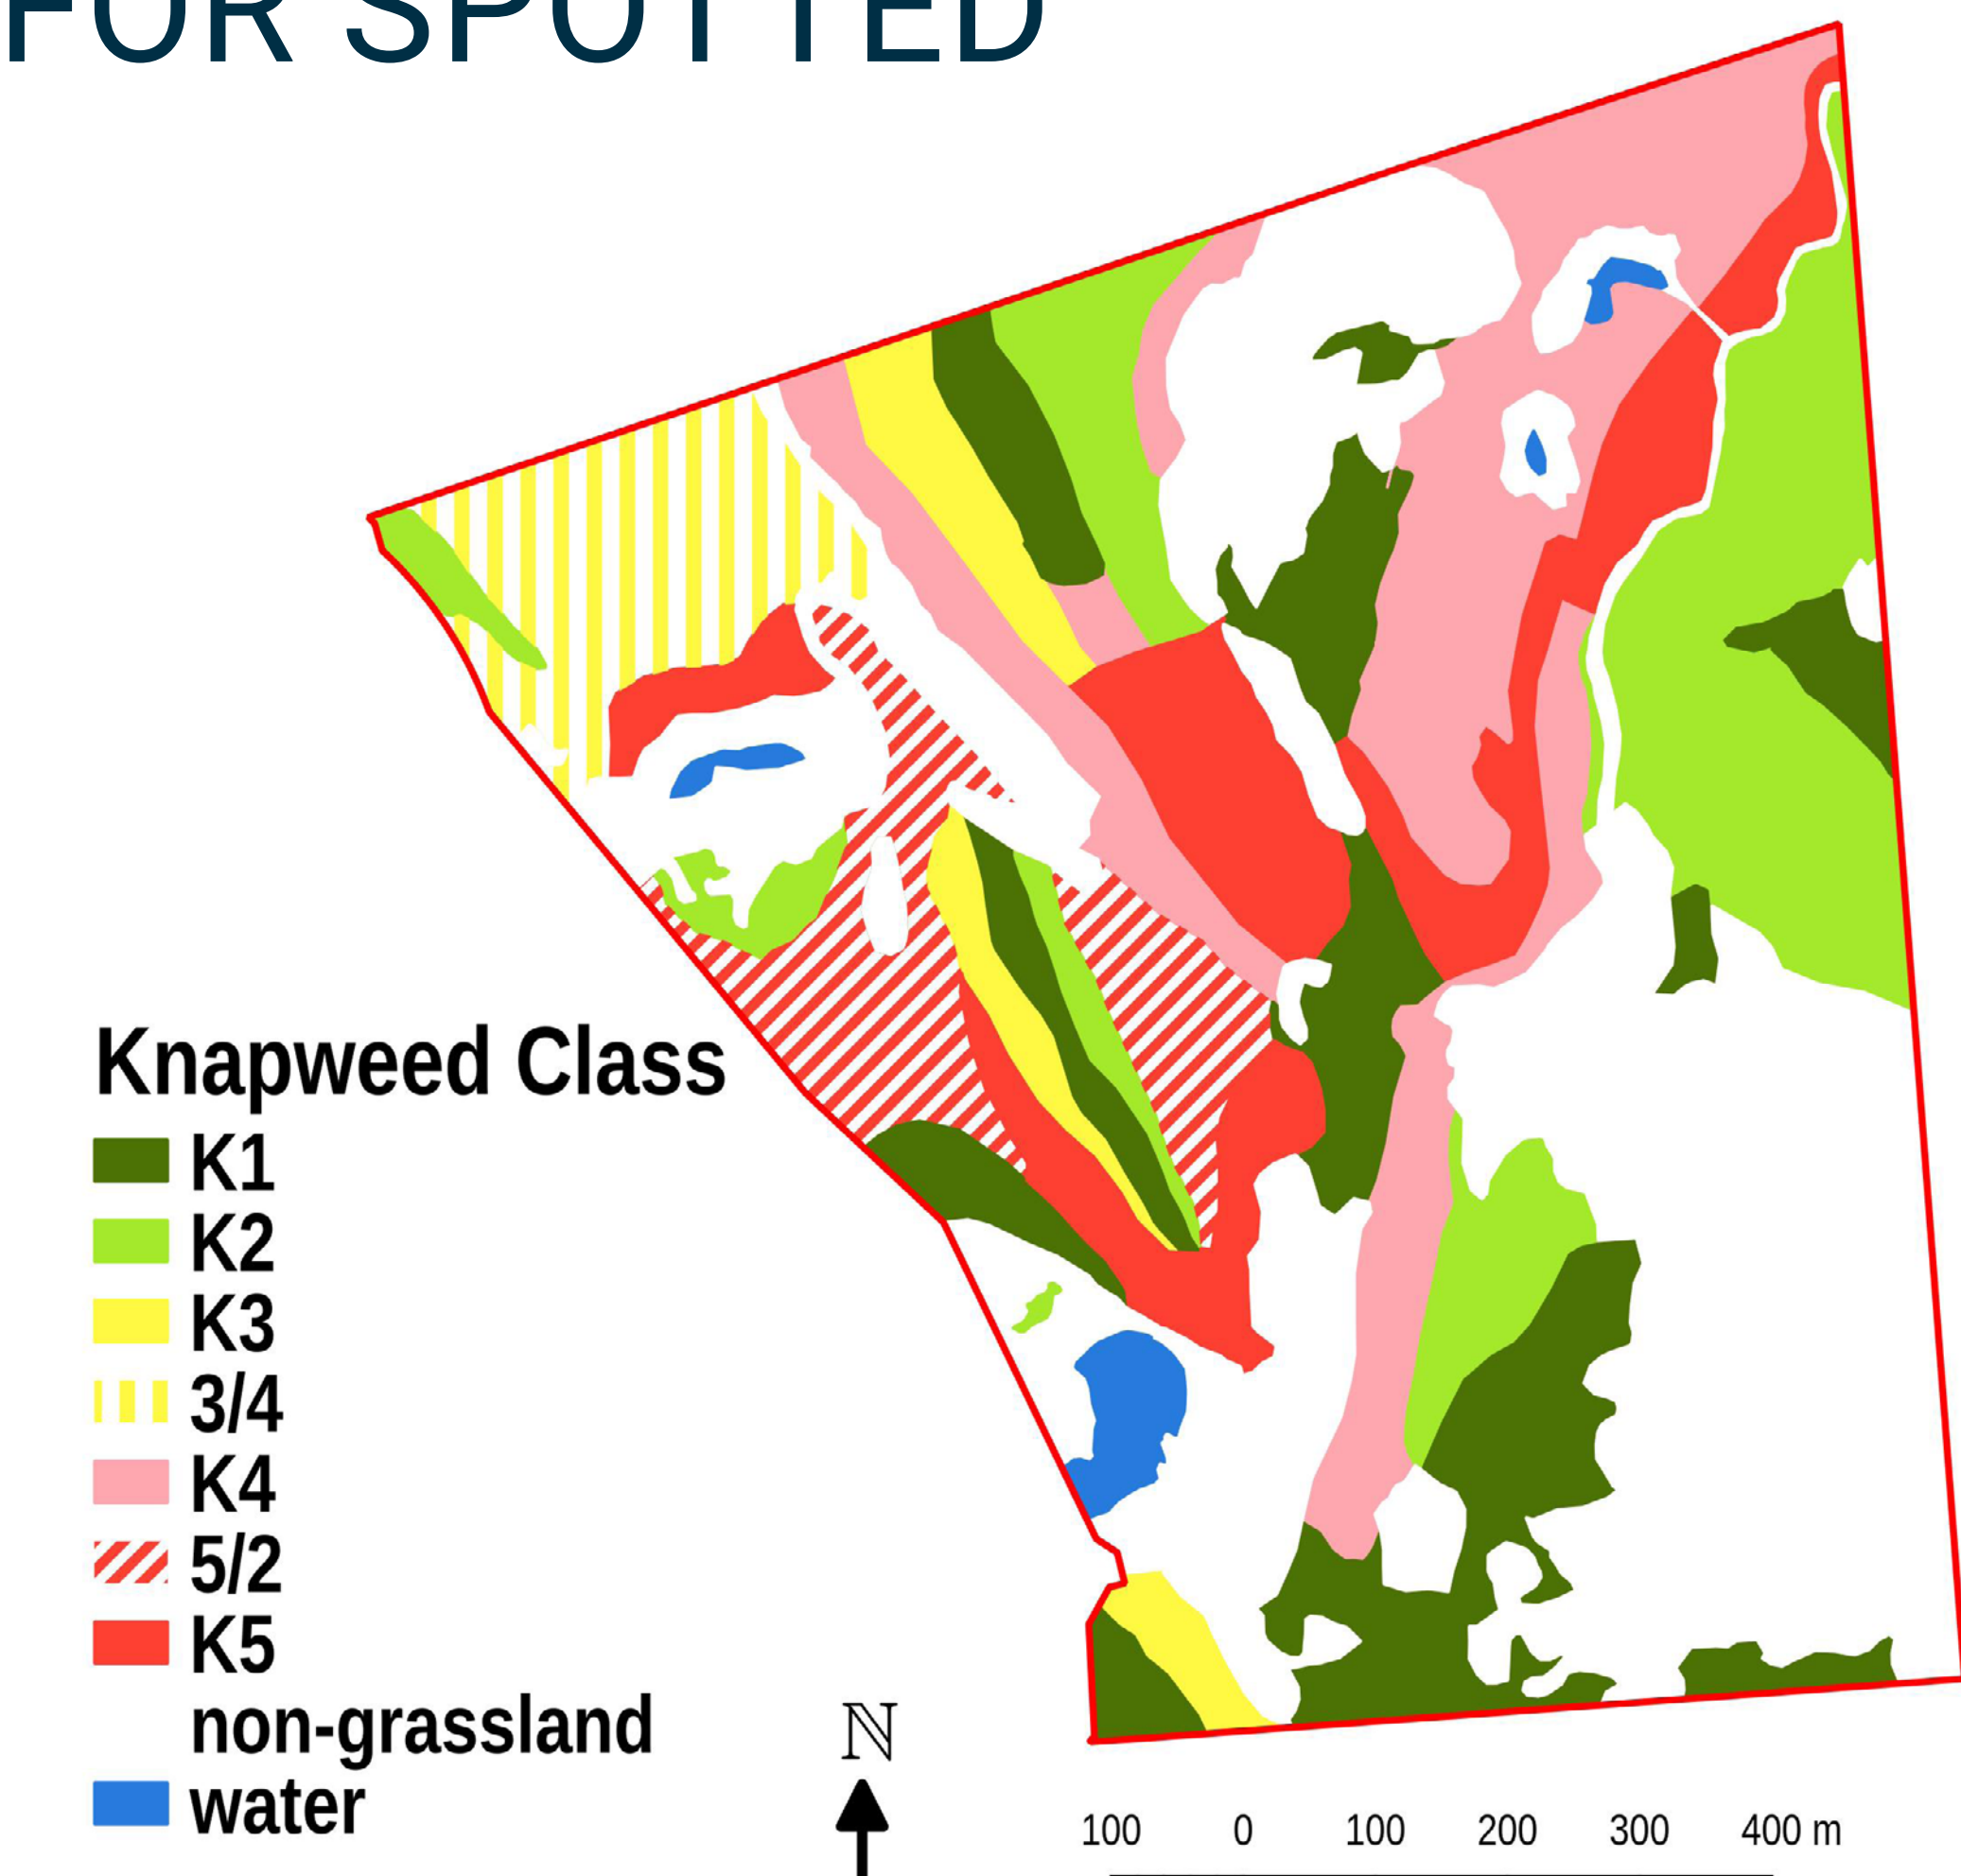 FOR SPOTTED
Knapweed Class
K1
K2
K3
3/4
K4
5/2
K5
non-grassland
water
N
100 0 100 200 300 400 m